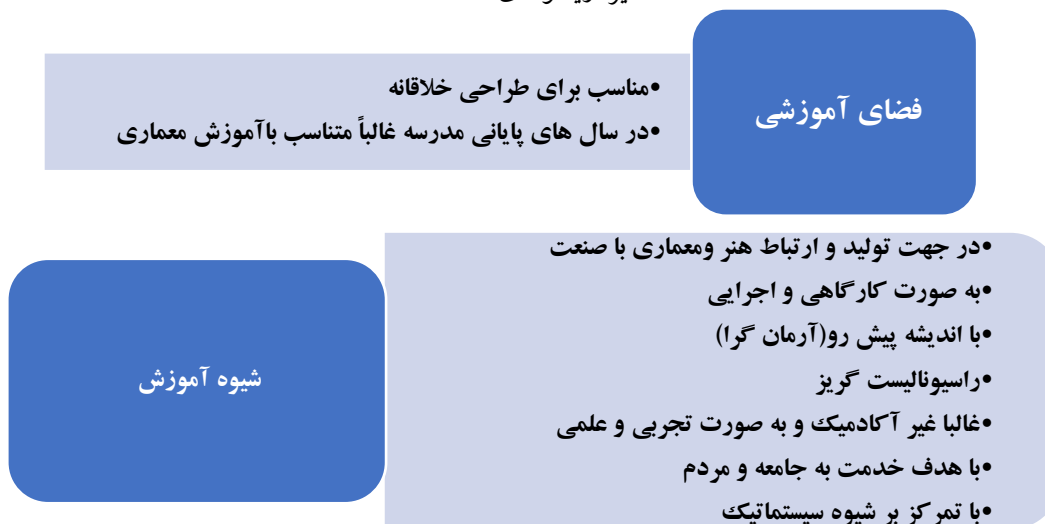 فضای آموزشی
•مناسب برای طراحی خلاقانه
•در سال های پایانی مدرسه غالباً متناسب باآموزش معماری
شیوه آموزش
•در جهت تولید و ارتباط هنر ومعماری با صنعت
•به صورت کارگاهی و اجرایی
•با اندیشه پیش رو(آرمان گرا)
•راسیونالیست گریز
•غالبا غیر آکادمیک و به صورت تجربی و علمی
•با هدف خدمت به جامعه و مردم
•با تمرکز بر شیوه سیستماتیک